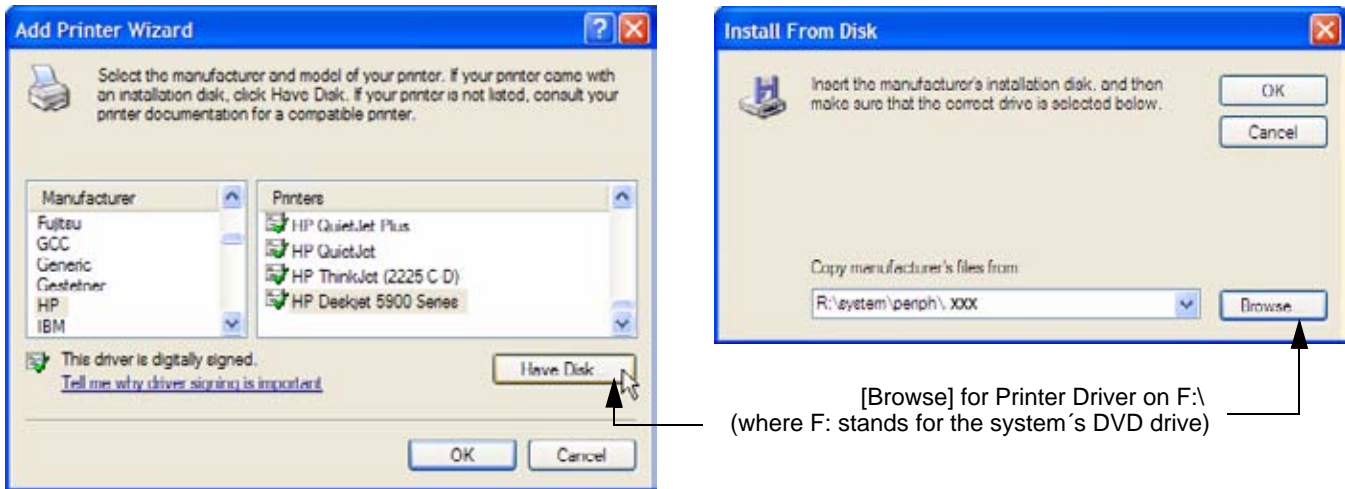 Add Printer Wizard
Select the manufacturer and model of your printer. If your printer came with
an installation disk, click Have Disk. If your printer is not listed, consult your
printer documentation for a compatible printer.
Manufacturer
Fujitsu
GCC
Generic
Gestetner
HP
IBM
Printers
HP QuietJet Plus
HP QuietJet
HP ThinkJet (2225 C-D)
HP Deskjet 5900 Series
This driver is digitally signed.
Tell me why driver signing is important
Have Disk...
OK
Cancel
Install From Disk
Insert the manufacturer's installation disk, and then
make sure that the correct drive is selected below.
OK
Cancel
Copy manufacturer's files from:
R:\system\periph\. XXX
Browse...
[Browse] for Printer Driver on F:\
(where F: stands for the system´s DVD drive)